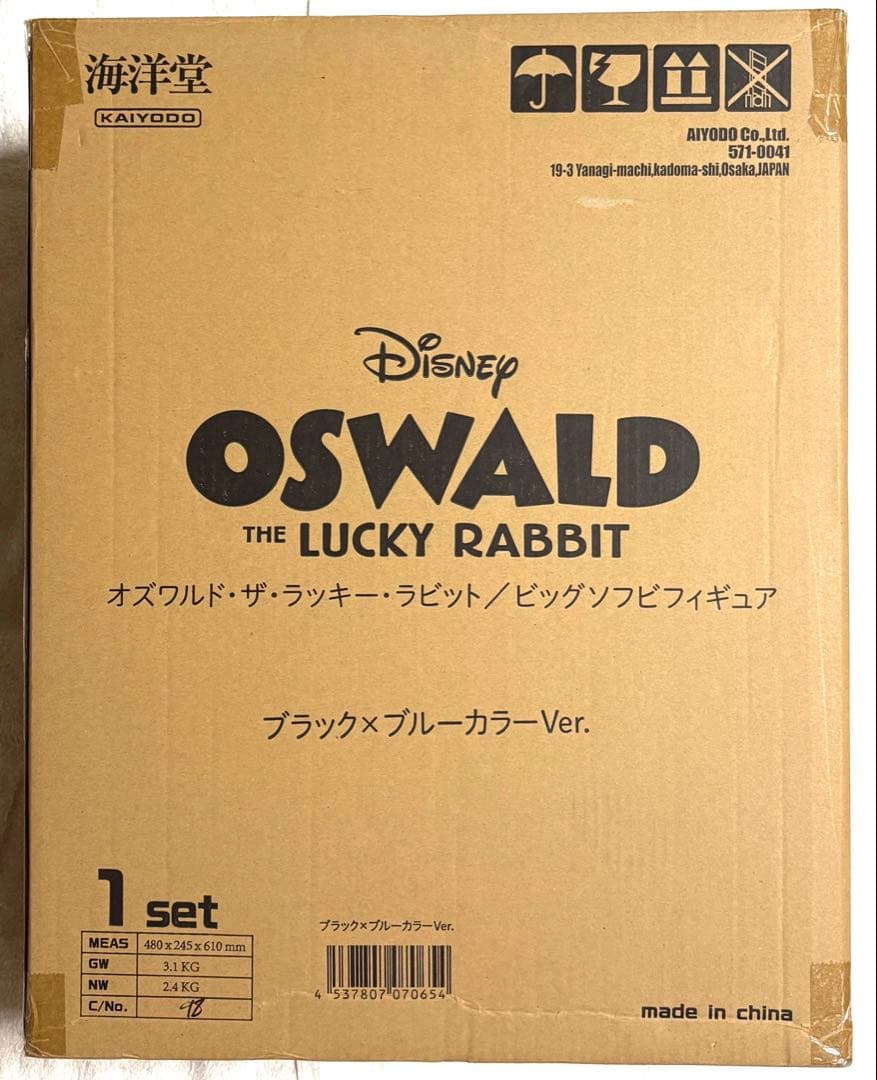 海洋堂
KAIYODO
AIYODO Co.,Ltd.
571-0041
19-3 Yanagi-machi,kadoma-shi,Osaka,JAPAN
Disney
OSWALD
THE LUCKY RABBIT
オズワルド・ザ・ラッキー・ラビット／ビッグソフビフィギュア
ブラック×ブルーカラーVer.
1 set
MEAS 480 x 245 x 610 mm
GW 3.1 KG
NW 2.4 KG
C/No. 98
ブラック×ブルーカラーVer.
4 537807 070654
made in china